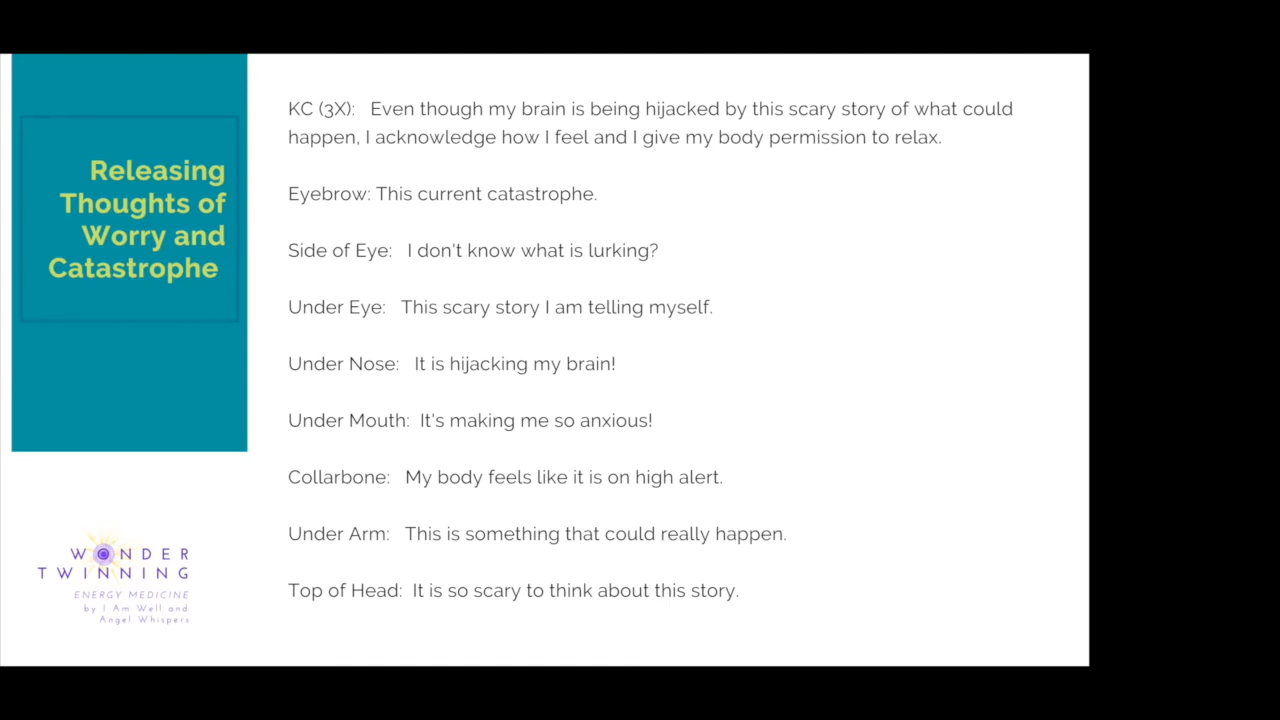 Releasing
Thoughts of
Worry and
Catastrophe
KC (3X): Even though my brain is being hijacked by this scary story of what could
happen, I acknowledge how I feel and I give my body permission to relax.
Eyebrow: This current catastrophe.
Side of Eye: I don't know what is lurking?
Under Eye: This scary story I am telling myself.
Under Nose: It is hijacking my brain!
Under Mouth: It's making me so anxious!
Collarbone: My body feels like it is on high alert.
Under Arm: This is something that could really happen.
Top of Head: It is so scary to think about this story.
WONDER
TWINNING
ENERGY MEDICINE
by I Am Well and
Angel Whispers